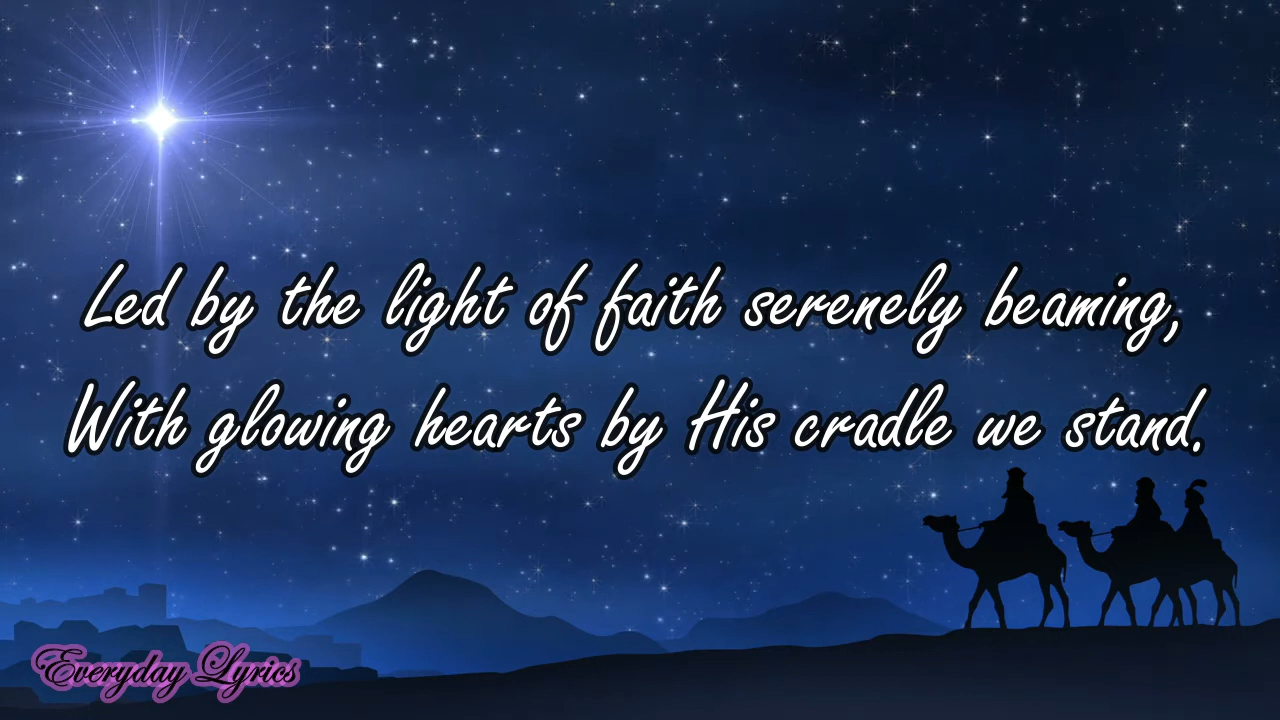 Led by the light of faith serenely beaming,
With glowing hearts by His cradle we stand.
Everyday Lyrics